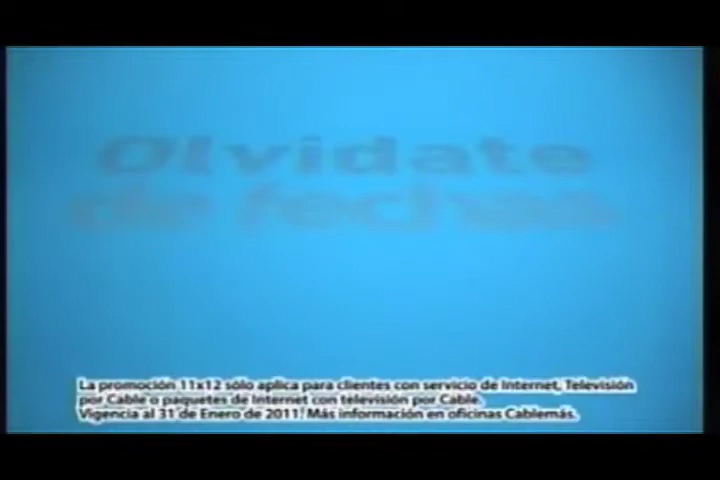 Olvidate
de fechas
La promoción 11x12 sólo aplica para clientes con servicio de Internet, Televisión
por Cable o paquetes de Internet con televisión por Cable.
Vigencia al 31 de Enero de 2011. Más información en oficinas Cablemás.